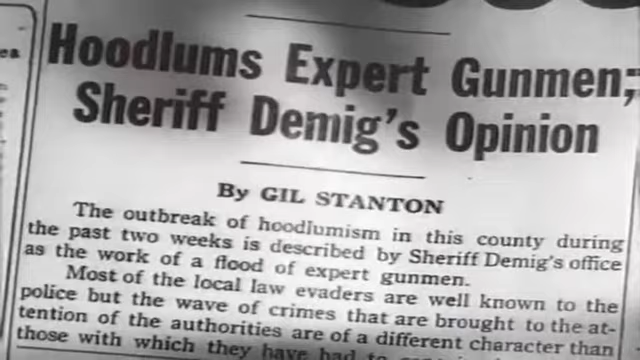 Hoodlums Expert Gunmen;
Sheriff Demig's Opinion
By GIL STANTON
The outbreak of hoodlumism in this county during
the past two weeks is described by Sheriff Demig's office
as the work of a flood of expert gunmen.
Most of the local law evaders are well known to the
police but the wave of crimes that are brought to the at-
tention of the authorities are of a different character than
those with which they have had to